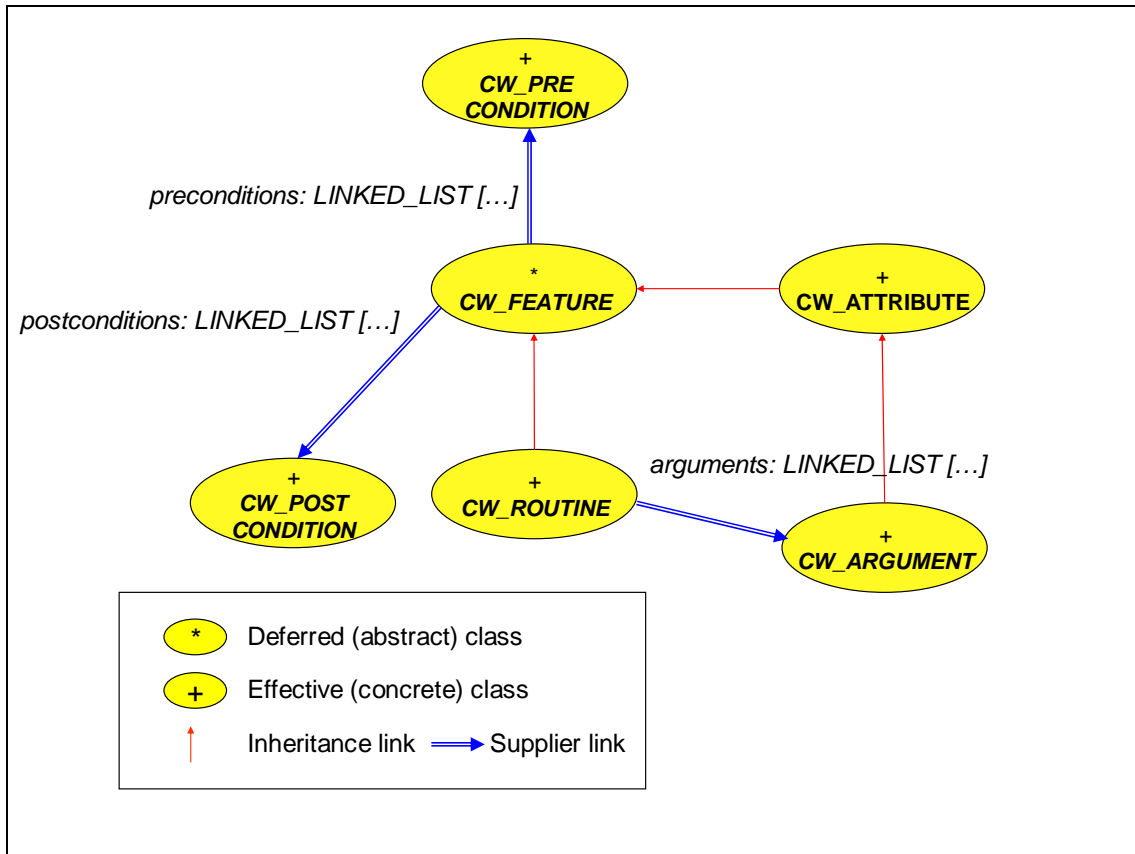 +
CW_PRE
CONDITION
preconditions: LINKED_LIST […]
*
CW_FEATURE
+
CW_ATTRIBUTE
postconditions: LINKED_LIST […]
+
CW_POST
CONDITION
+
CW_ROUTINE
arguments: LINKED_LIST […]
+
CW_ARGUMENT
* Deferred (abstract) class
+ Effective (concrete) class
Inheritance link Supplier link